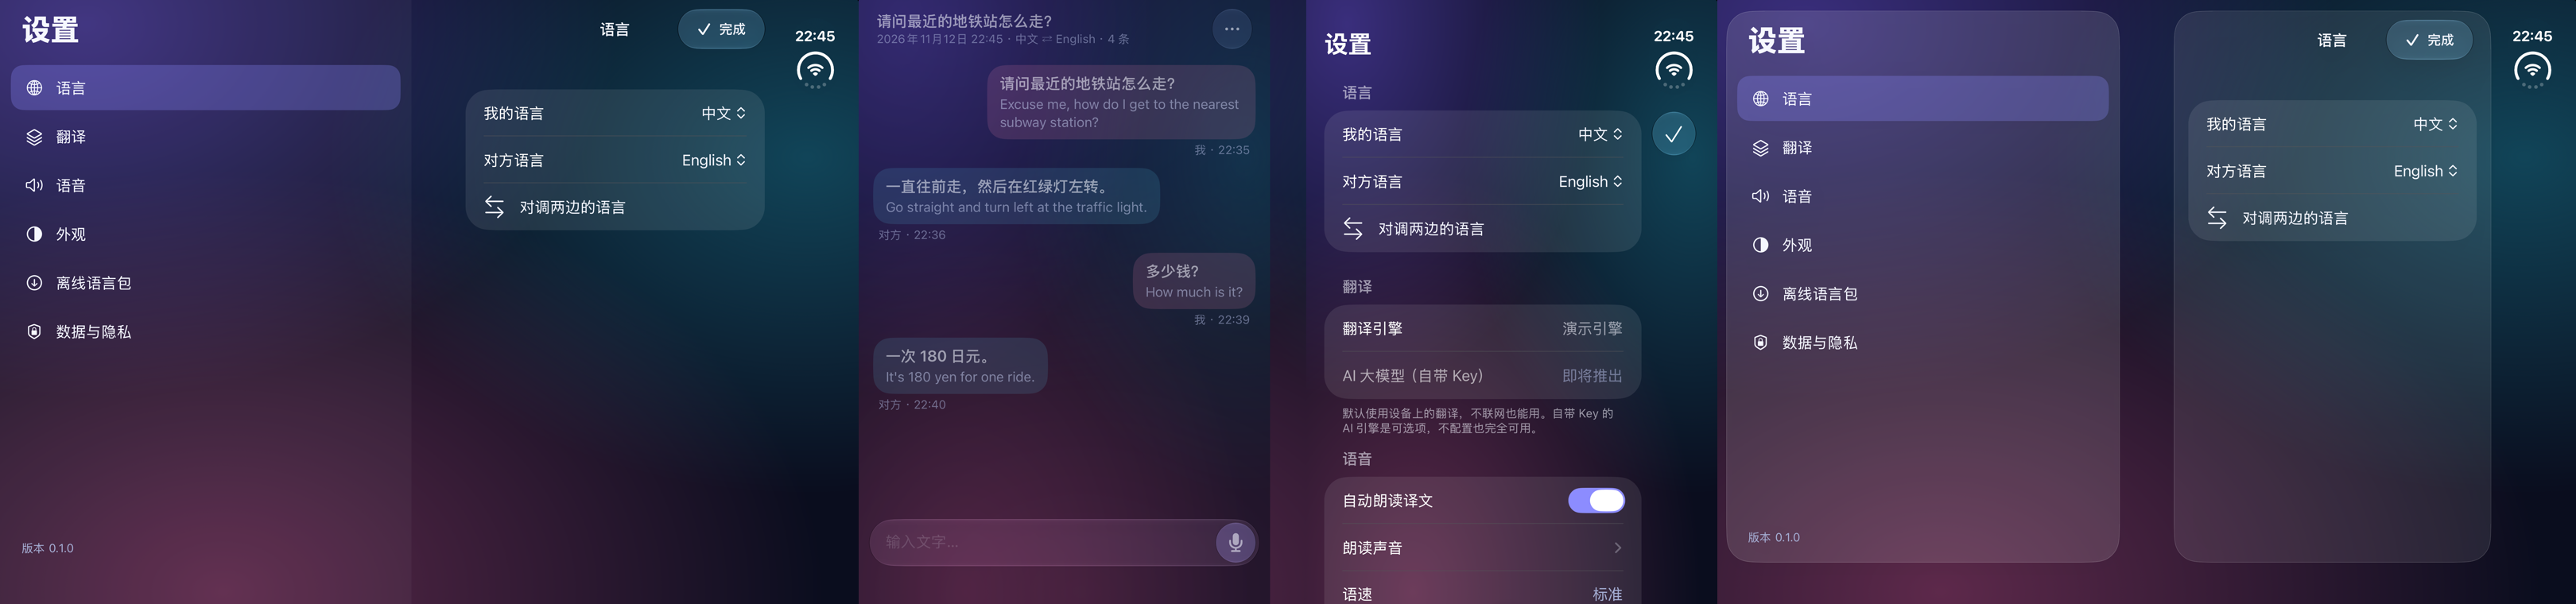 设置
语言
翻译
语音
外观
离线语言包
数据与隐私
版本 0.1.0
语言
完成
22:45
我的语言 中文
对方语言 English
对调两边的语言
请问最近的地铁站怎么走?
2026年11月12日 22:45 · 中文 ⇄ English · 4 条
请问最近的地铁站怎么走?
Excuse me, how do I get to the nearest
subway station?
我 · 22:35
一直往前走，然后在红绿灯左转。
Go straight and turn left at the traffic light.
对方 · 22:36
多少钱?
How much is it?
我 · 22:39
一次 180 日元。
It's 180 yen for one ride.
对方 · 22:40
输入文字...
设置
22:45
语言
我的语言 中文
对方语言 English
对调两边的语言
翻译
翻译引擎 演示引擎
AI 大模型（自带 Key） 即将推出
默认使用设备上的翻译，不联网也能用。自带 Key 的
AI 引擎是可选项，不配置也完全可用。
语音
自动朗读译文
朗读声音
语速 标准
设置
语言
翻译
语音
外观
离线语言包
数据与隐私
版本 0.1.0
语言
完成
22:45
我的语言 中文
对方语言 English
对调两边的语言